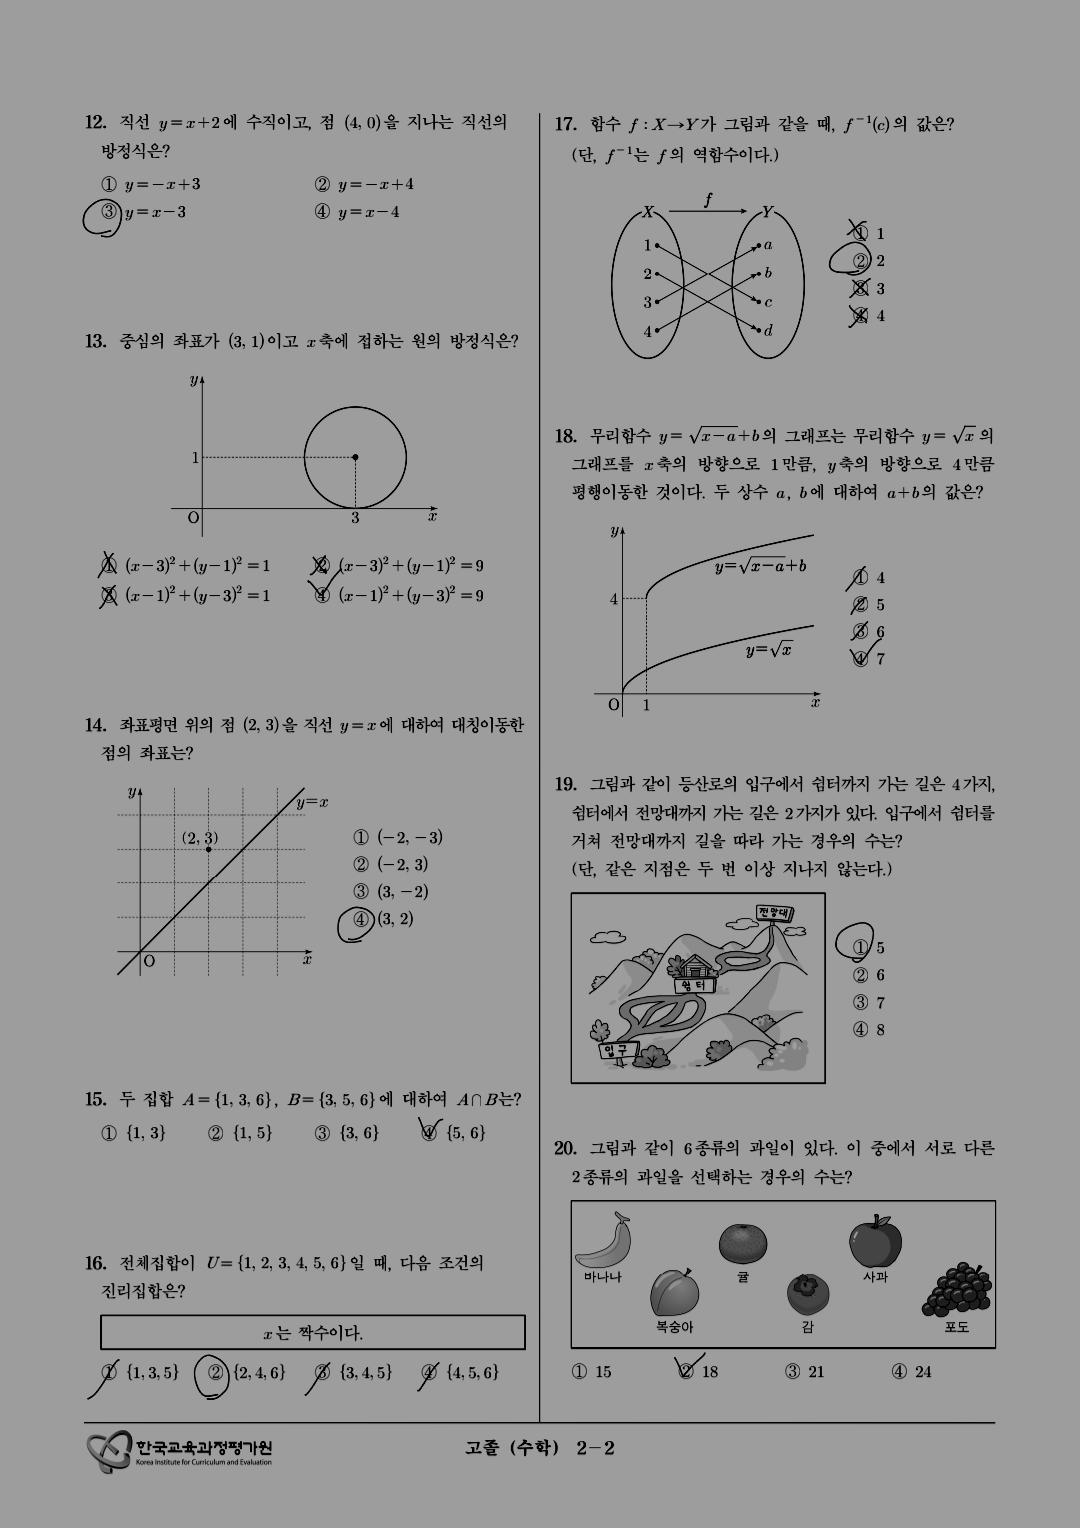 12. 직선 y=x+2에 수직이고, 점 (4, 0)을 지나는 직선의
방정식은?
① y=-x+3 ② y=-x+4
③ y=x-3 ④ y=x-4
13. 중심의 좌표가 (3, 1)이고 x축에 접하는 원의 방정식은?
y
1
O 3 x
① (x-3)²+(y-1)²=1 ② (x-3)²+(y-1)²=9
③ (x-1)²+(y-3)²=1 ④ (x-1)²+(y-3)²=9
14. 좌표평면 위의 점 (2, 3)을 직선 y=x에 대하여 대칭이동한
점의 좌표는?
y
y=x
(2, 3)
O x
① (-2, -3)
② (-2, 3)
③ (3, -2)
④ (3, 2)
15. 두 집합 A={1, 3, 6}, B={3, 5, 6}에 대하여 A∩B는?
① {1, 3} ② {1, 5} ③ {3, 6} ④ {5, 6}
16. 전체집합이 U={1, 2, 3, 4, 5, 6}일 때, 다음 조건의
진리집합은?
x는 짝수이다.
① {1, 3, 5} ② {2, 4, 6} ③ {3, 4, 5} ④ {4, 5, 6}
17. 함수 f : X→Y가 그림과 같을 때, f⁻¹(c)의 값은?
(단, f⁻¹는 f의 역함수이다.)
f
X Y
1 a
2 b
3 c
4 d
① 1
② 2
③ 3
④ 4
18. 무리함수 y=√(x-a)+b의 그래프는 무리함수 y=√x의
그래프를 x축의 방향으로 1만큼, y축의 방향으로 4만큼
평행이동한 것이다. 두 상수 a, b에 대하여 a+b의 값은?
y
y=√(x-a)+b
4
y=√x
O 1 x
① 4
② 5
③ 6
④ 7
19. 그림과 같이 등산로의 입구에서 쉼터까지 가는 길은 4가지,
쉼터에서 전망대까지 가는 길은 2가지가 있다. 입구에서 쉼터를
거쳐 전망대까지 길을 따라 가는 경우의 수는?
(단, 같은 지점은 두 번 이상 지나지 않는다.)
전망대
쉼터
입구
① 5
② 6
③ 7
④ 8
20. 그림과 같이 6종류의 과일이 있다. 이 중에서 서로 다른
2종류의 과일을 선택하는 경우의 수는?
바나나 귤 사과
복숭아 감 포도
① 15 ② 18 ③ 21 ④ 24
한국교육과정평가원
Korea Institute for Curriculum and Evaluation
고졸 (수학) 2-2